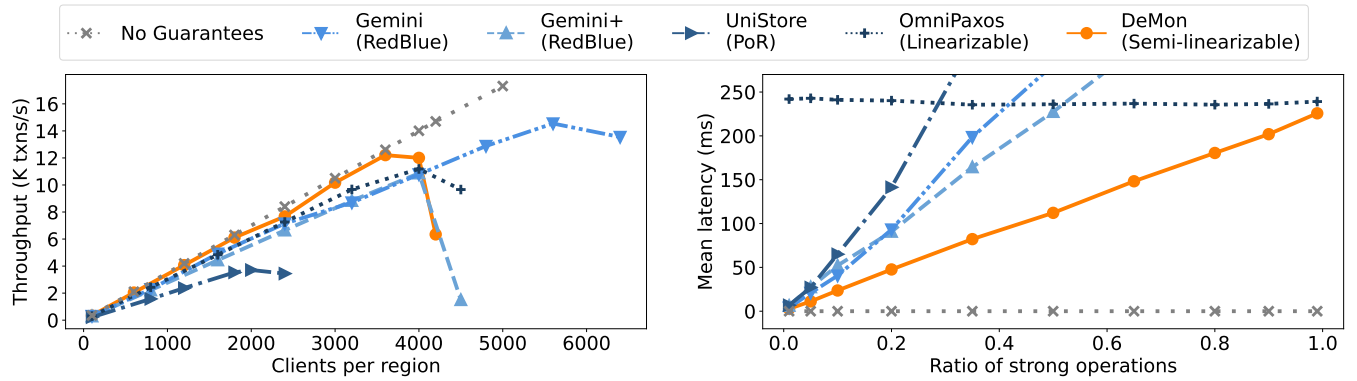 No Guarantees
Gemini
(RedBlue)
Gemini+
(RedBlue)
UniStore
(PoR)
OmniPaxos
(Linearizable)
DeMon
(Semi-linearizable)
Throughput (K txns/s)
16
14
12
10
8
6
4
2
0
0 1000 2000 3000 4000 5000 6000
Clients per region
Mean latency (ms)
250
200
150
100
50
0
0.0 0.2 0.4 0.6 0.8 1.0
Ratio of strong operations